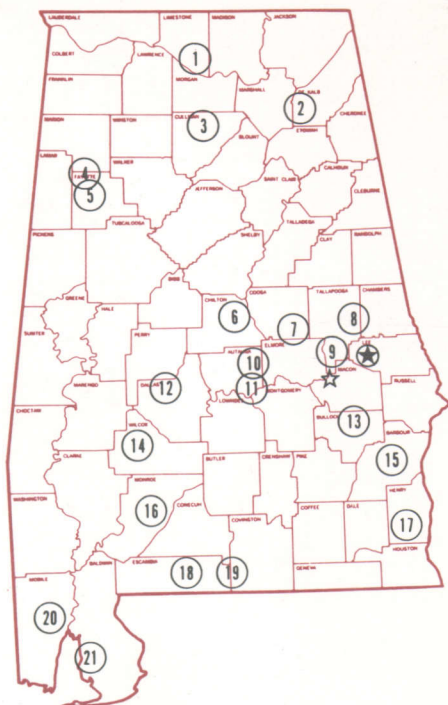 LAUDERDALE
LIMESTONE
MADISON
JACKSON
COLBERT
LAWRENCE
1
MORGAN
FRANKLIN
MARSHALL
DE KALB
2
CHEROKEE
MARION
WINSTON
CULLMAN
3
BLOUNT
ETOWAH
LAMAR
4
FAYETTE
5
WALKER
JEFFERSON
SAINT CLAIR
CALHOUN
CLEBURNE
TUSCALOOSA
TALLADEGA
PICKENS
SHELBY
CLAY
RANDOLPH
BIBB
GREENE
HALE
CHILTON
6
COOSA
7
TALLAPOOSA
8
CHAMBERS
SUMTER
PERRY
AUTAUGA
10
ELMORE
9
MACON
LEE
RUSSELL
MARENGO
DALLAS
12
LOWNDES
11
MONTGOMERY
BULLOCK
13
BARBOUR
CHOCTAW
WILCOX
14
CLARKE
BUTLER
CRENSHAW
PIKE
15
MONROE
16
CONECUH
HENRY
WASHINGTON
COVINGTON
COFFEE
DALE
17
HOUSTON
BALDWIN
ESCAMBIA
18
19
GENEVA
MOBILE
20
21